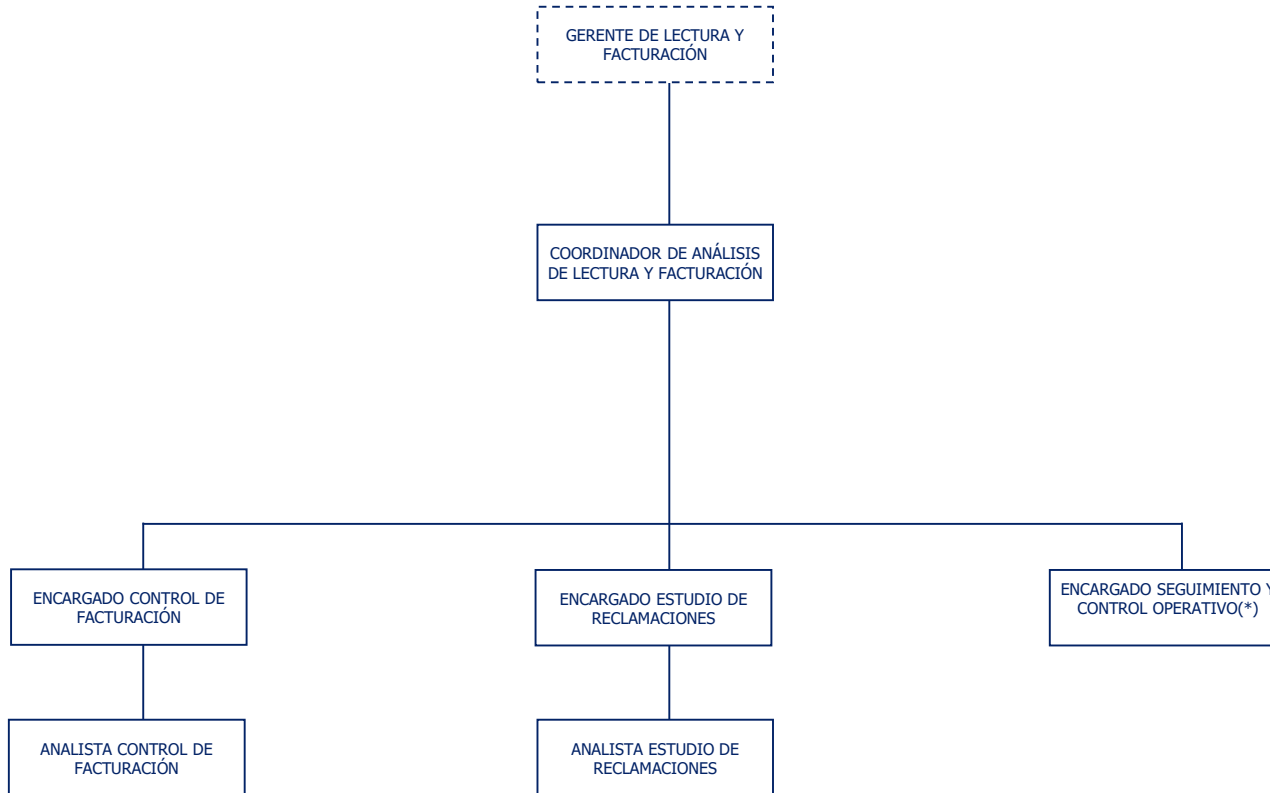 GERENTE DE LECTURA Y
FACTURACIÓN
COORDINADOR DE ANÁLISIS
DE LECTURA Y FACTURACIÓN
ENCARGADO CONTROL DE
FACTURACIÓN
ENCARGADO ESTUDIO DE
RECLAMACIONES
ENCARGADO SEGUIMIENTO Y
CONTROL OPERATIVO(*)
ANALISTA CONTROL DE
FACTURACIÓN
ANALISTA ESTUDIO DE
RECLAMACIONES